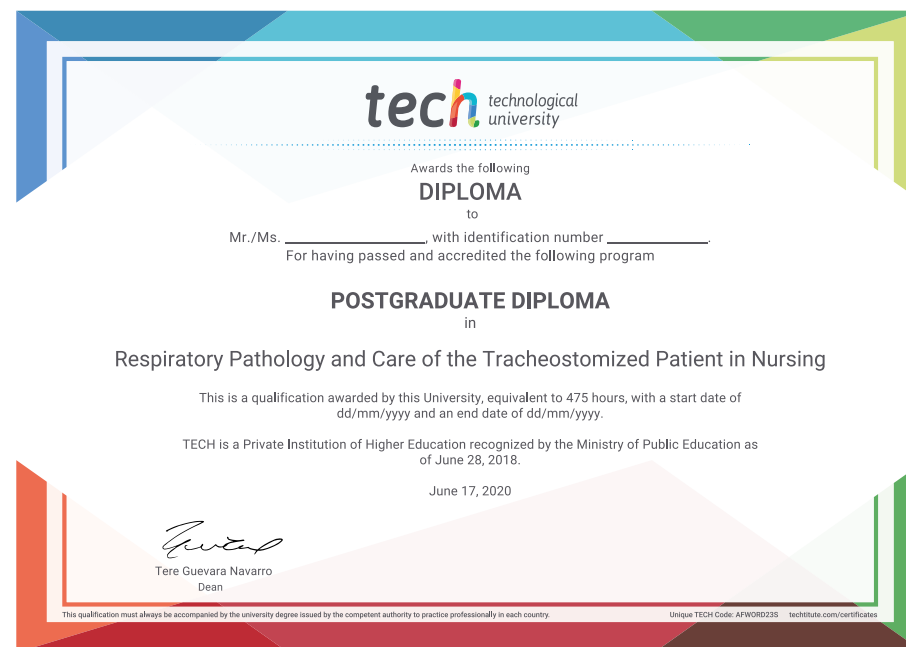 tech technological
university
Awards the following
DIPLOMA
to
Mr./Ms. ____________________, with identification number ______________.
For having passed and accredited the following program
POSTGRADUATE DIPLOMA
in
Respiratory Pathology and Care of the Tracheostomized Patient in Nursing
This is a qualification awarded by this University, equivalent to 475 hours, with a start date of
dd/mm/yyyy and an end date of dd/mm/yyyy.
TECH is a Private Institution of Higher Education recognized by the Ministry of Public Education as
of June 28, 2018.
June 17, 2020
Tere Guevara Navarro
Dean
This qualification must always be accompanied by the university degree issued by the competent authority to practice professionally in each country. Unique TECH Code: AFWORD23S techtitute.com/certificates